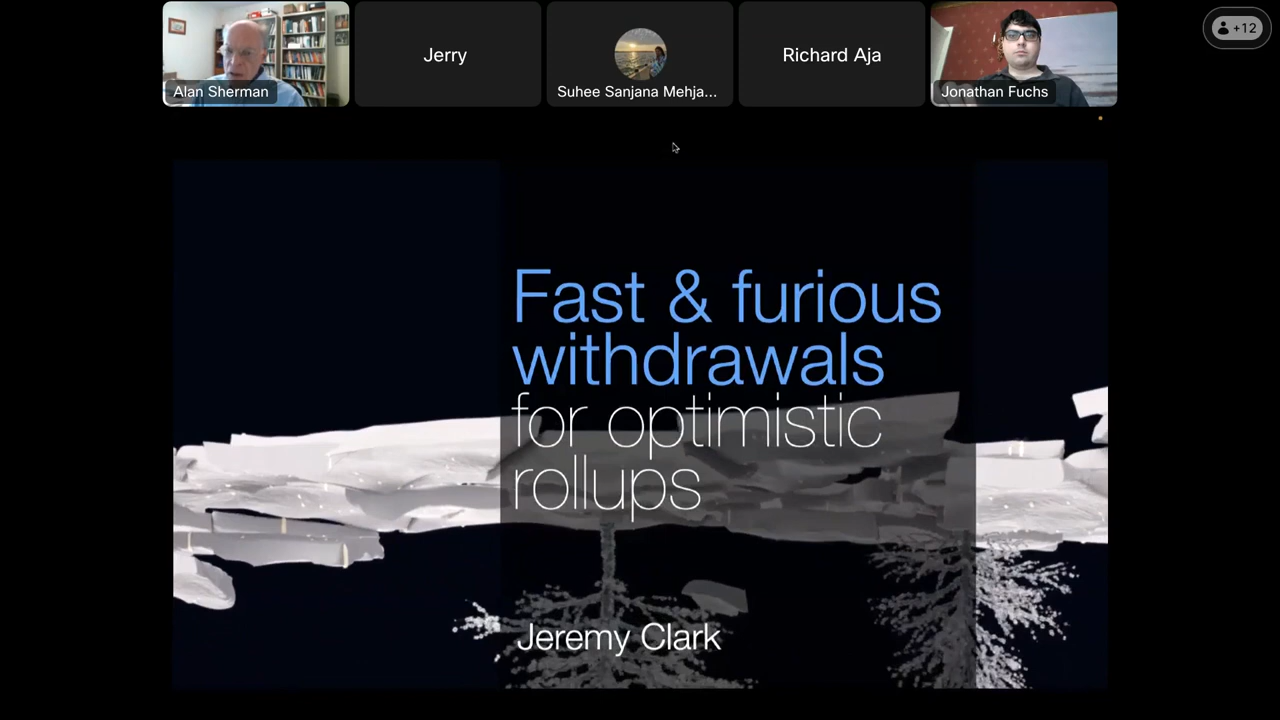 Alan Sherman
Jerry
Suhee Sanjana Mehja...
Richard Aja
Jonathan Fuchs
+12
Fast & furious
withdrawals
for optimistic
rollups
Jeremy Clark